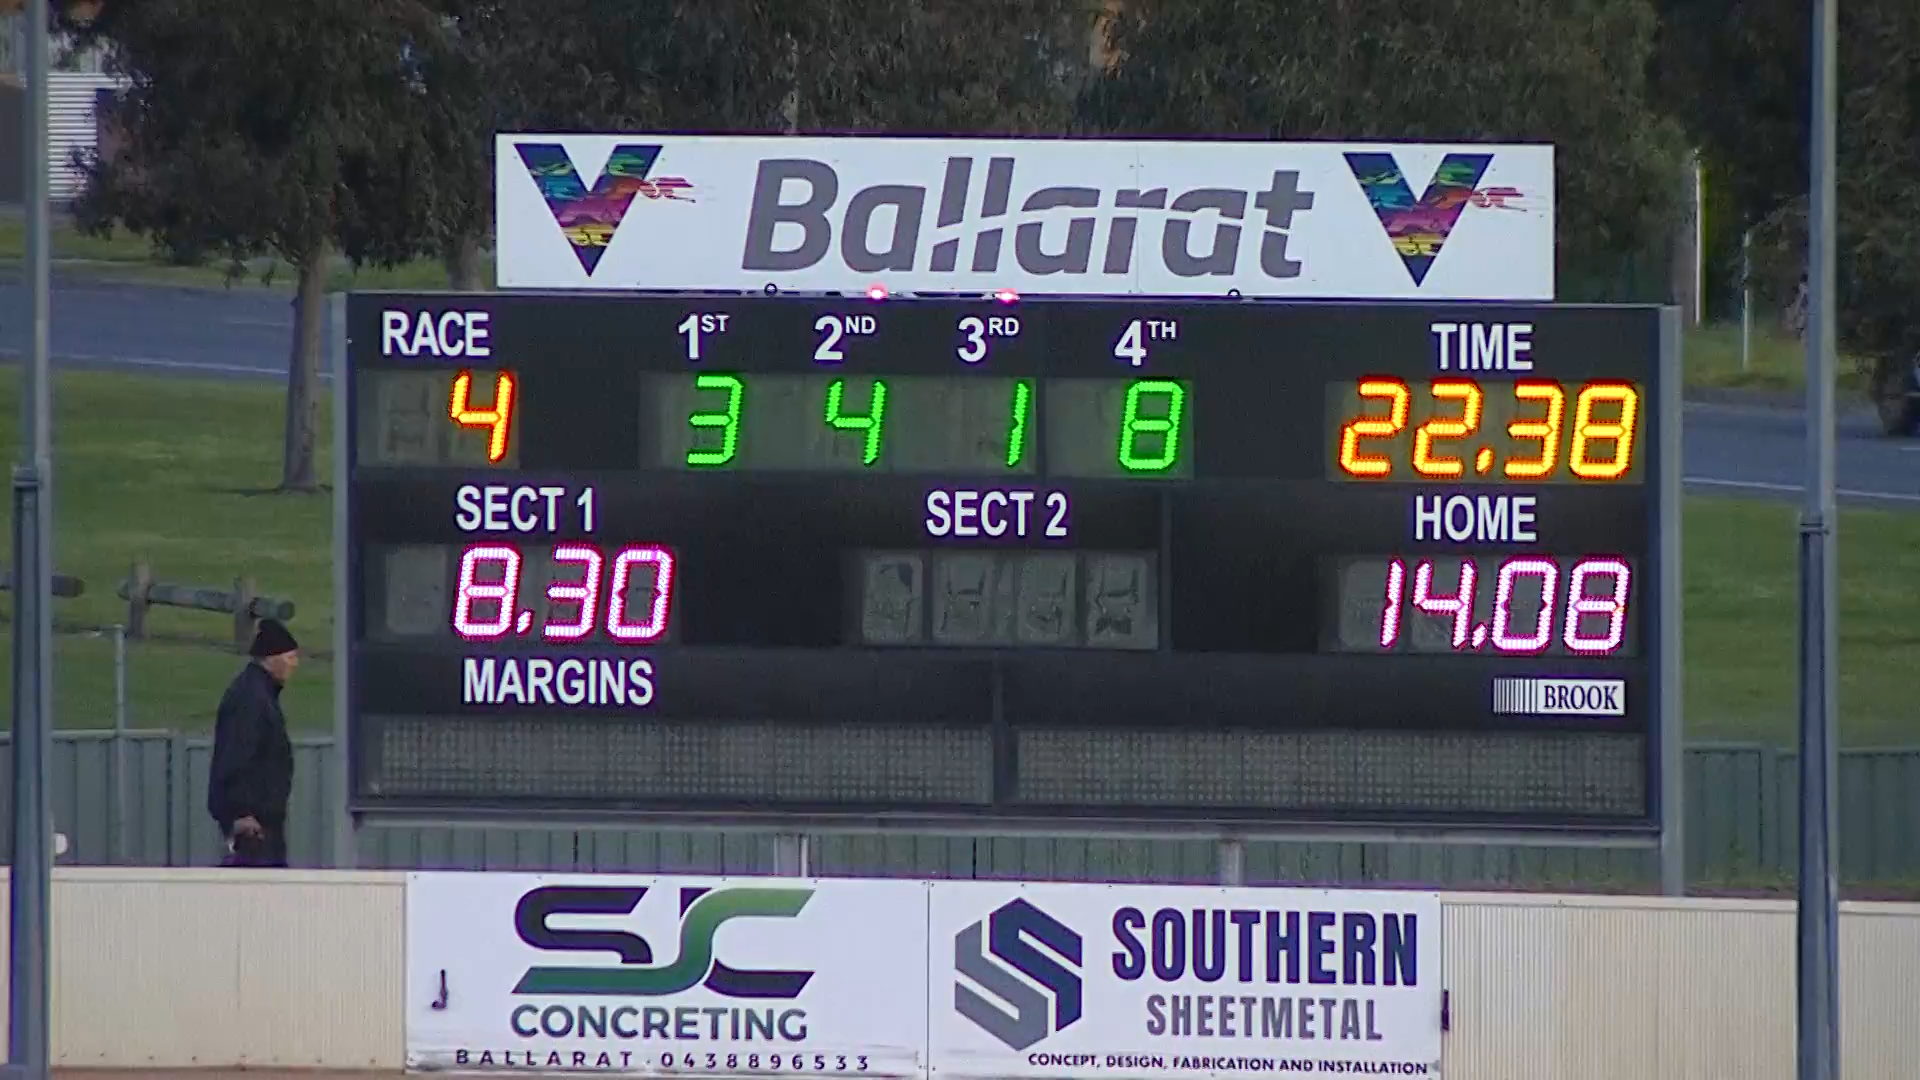 Ballarat
RACE 1ST 2ND 3RD 4TH TIME
4 3 4 1 8 22.38
SECT 1 SECT 2 HOME
8.30 14.08
MARGINS
BROOK
SC
CONCRETING
BALLARAT · 0438896533
SOUTHERN
SHEETMETAL
CONCEPT, DESIGN, FABRICATION AND INSTALLATION